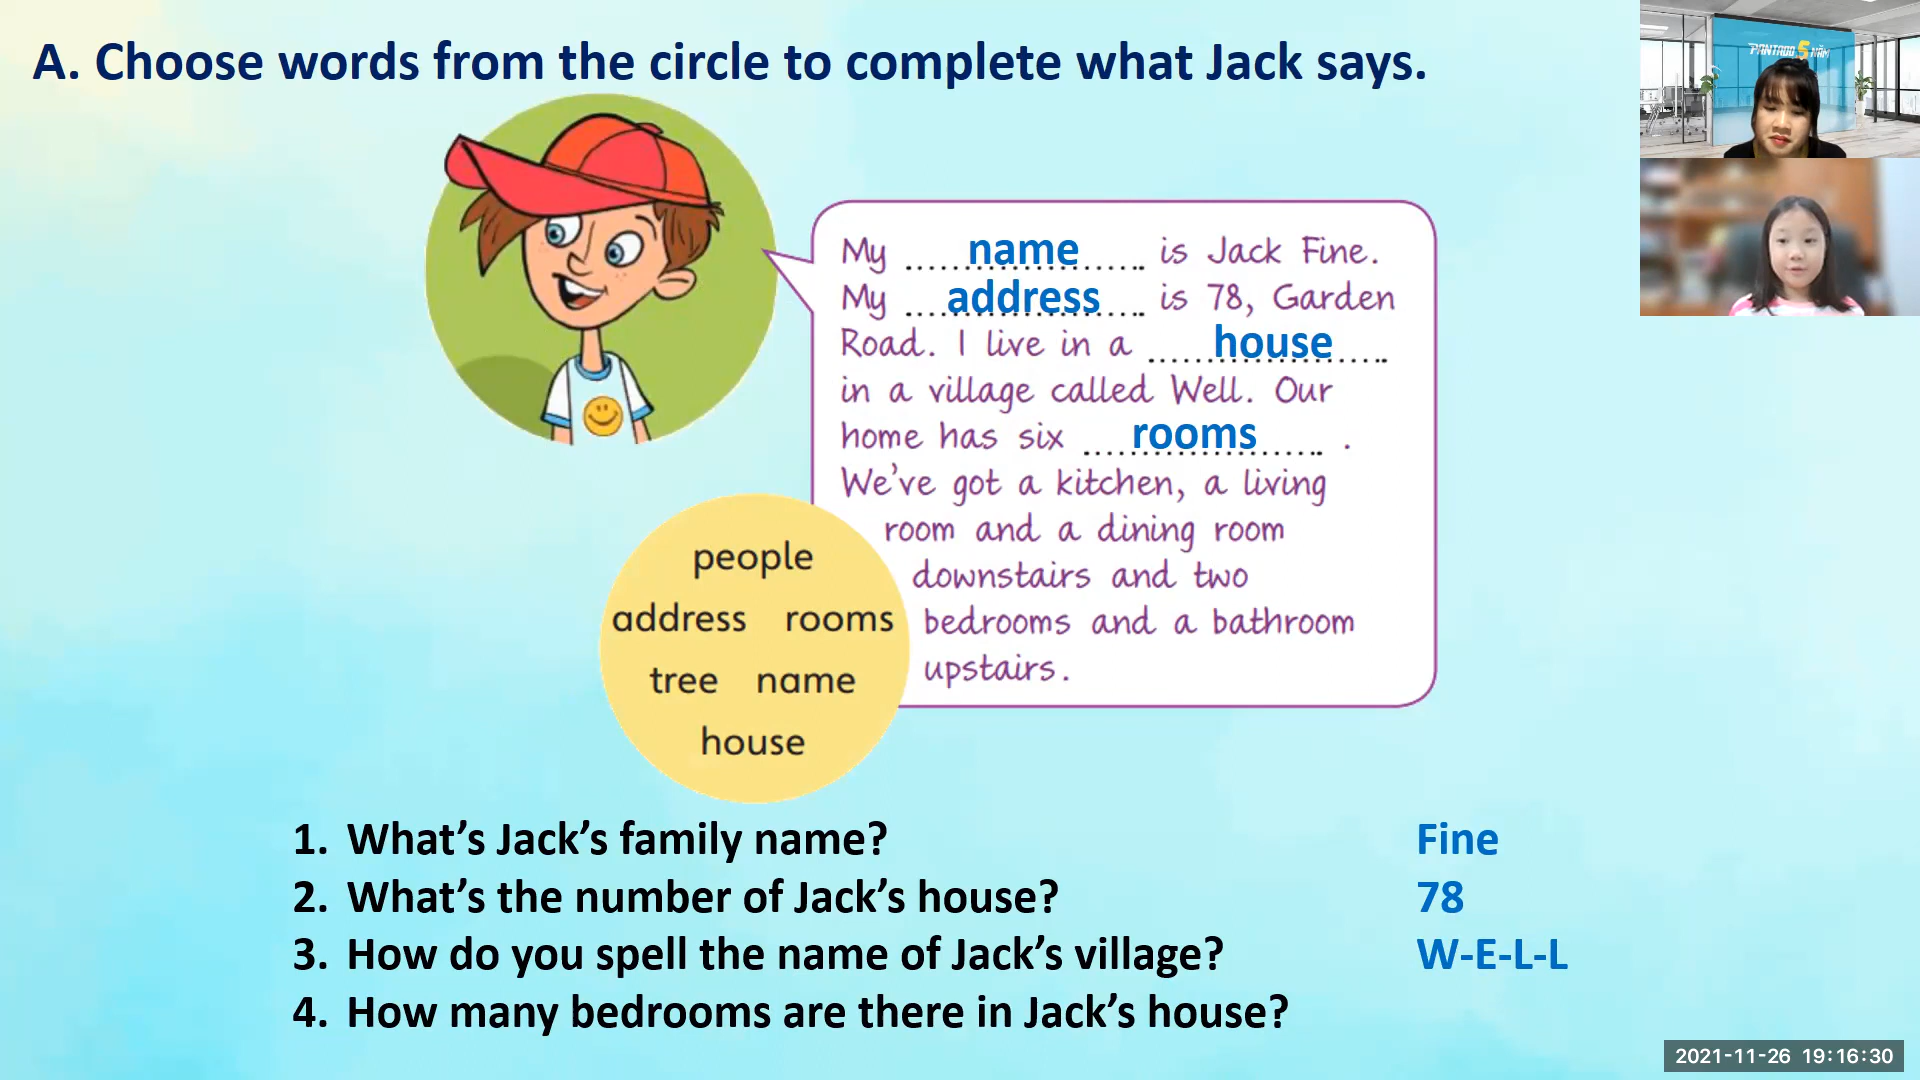 A. Choose words from the circle to complete what Jack says.
PANTADO 5 NĂM
My name is Jack Fine.
My address is 78, Garden
Road. I live in a house
in a village called Well. Our
home has six rooms .
We've got a kitchen, a living
room and a dining room
downstairs and two
bedrooms and a bathroom
upstairs.
people
address rooms
tree name
house
1. What's Jack's family name? Fine
2. What's the number of Jack's house? 78
3. How do you spell the name of Jack's village? W-E-L-L
4. How many bedrooms are there in Jack's house?
2021-11-26 19:16:30